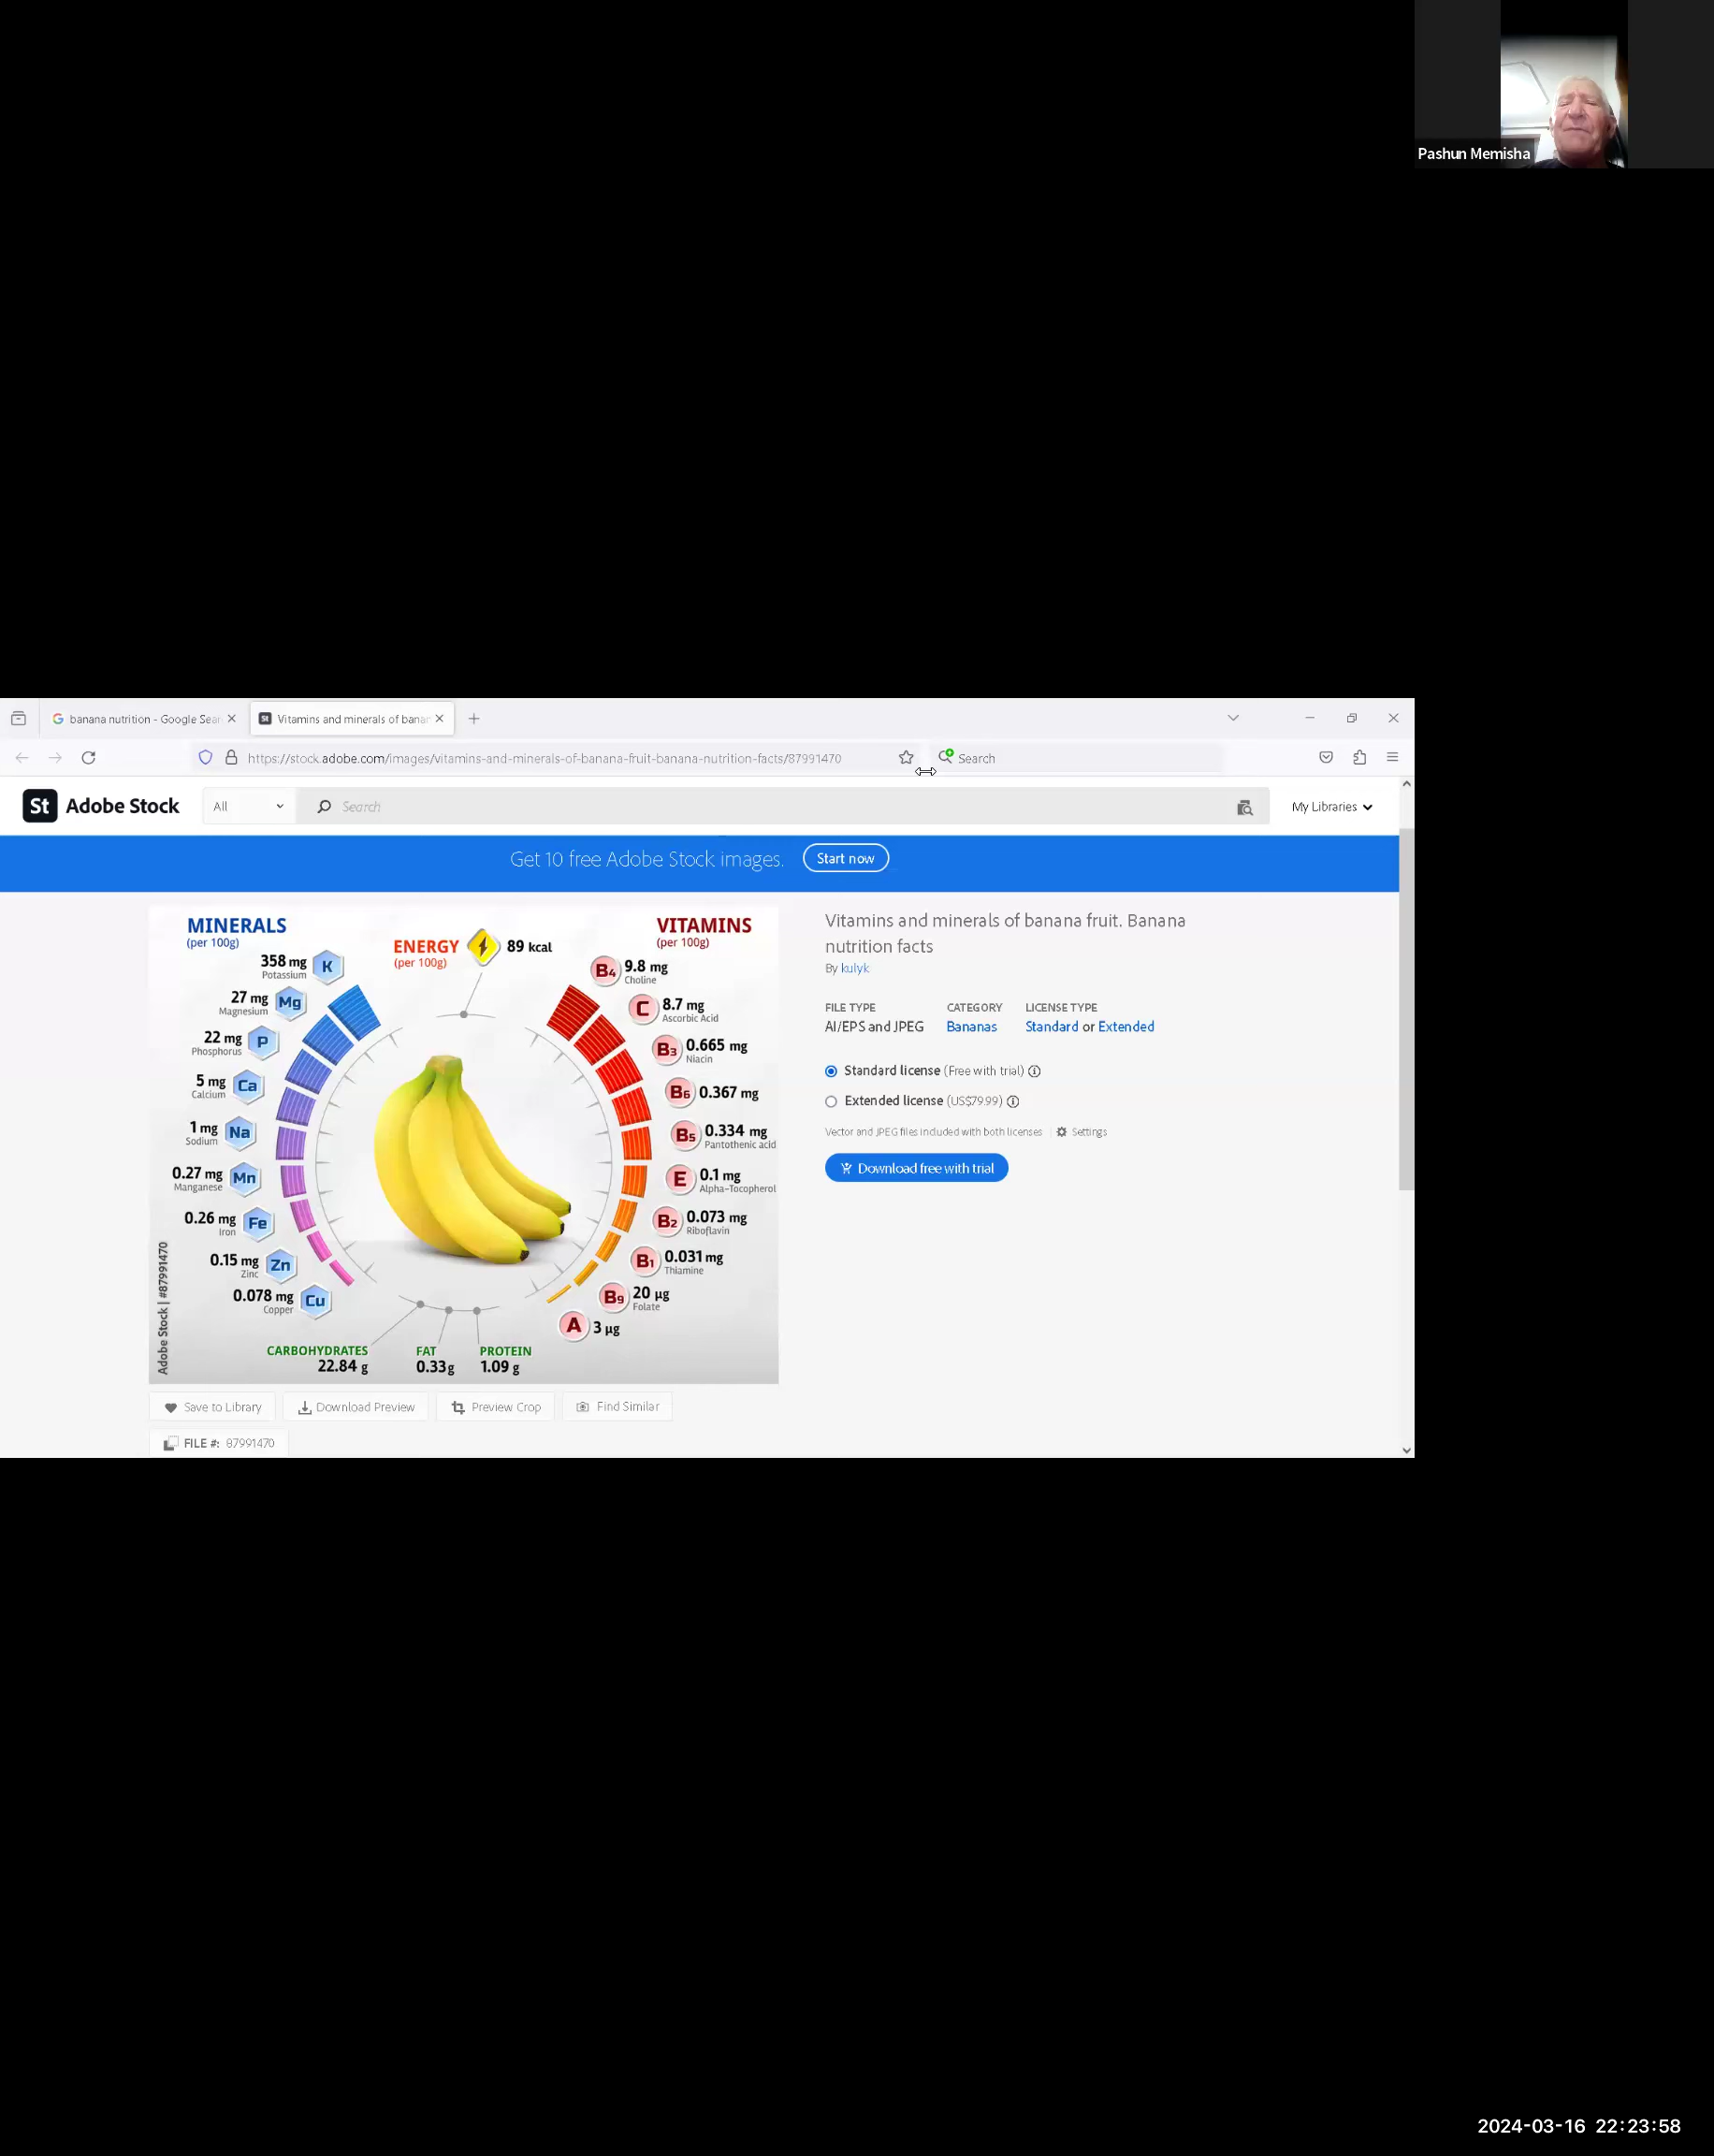 Pashun Memisha
banana nutrition - Google Sear
Vitamins and minerals of banan
https://stock.adobe.com/images/vitamins-and-minerals-of-banana-fruit-banana-nutrition-facts/87991470
Search
St Adobe Stock
All
Search
My Libraries
Get 10 free Adobe Stock images.
Start now
MINERALS
(per 100g)
358 mg K
Potassium
27 mg Mg
Magnesium
22 mg P
Phosphorus
5 mg Ca
Calcium
1 mg Na
Sodium
0.27 mg Mn
Manganese
0.26 mg Fe
Iron
0.15 mg Zn
Zinc
0.078 mg Cu
Copper
ENERGY 89 kcal
(per 100g)
VITAMINS
(per 100g)
B4 9.8 mg
Choline
C 8.7 mg
Ascorbic Acid
B3 0.665 mg
Niacin
B6 0.367 mg
B5 0.334 mg
Pantothenic acid
E 0.1 mg
Alpha-Tocopherol
B2 0.073 mg
Riboflavin
B1 0.031 mg
Thiamine
B9 20 µg
Folate
A 3 µg
CARBOHYDRATES
22.84 g
FAT
0.33g
PROTEIN
1.09 g
Adobe Stock | #87991470
Save to Library
Download Preview
Preview Crop
Find Similar
FILE #: 87991470
Vitamins and minerals of banana fruit. Banana
nutrition facts
By kulyk
FILE TYPE
AI/EPS and JPEG
CATEGORY
Bananas
LICENSE TYPE
Standard or Extended
Standard license (Free with trial)
Extended license (US$79.99)
Vector and JPEG files included with both licenses
Settings
Download free with trial
2024-03-16 22:23:58